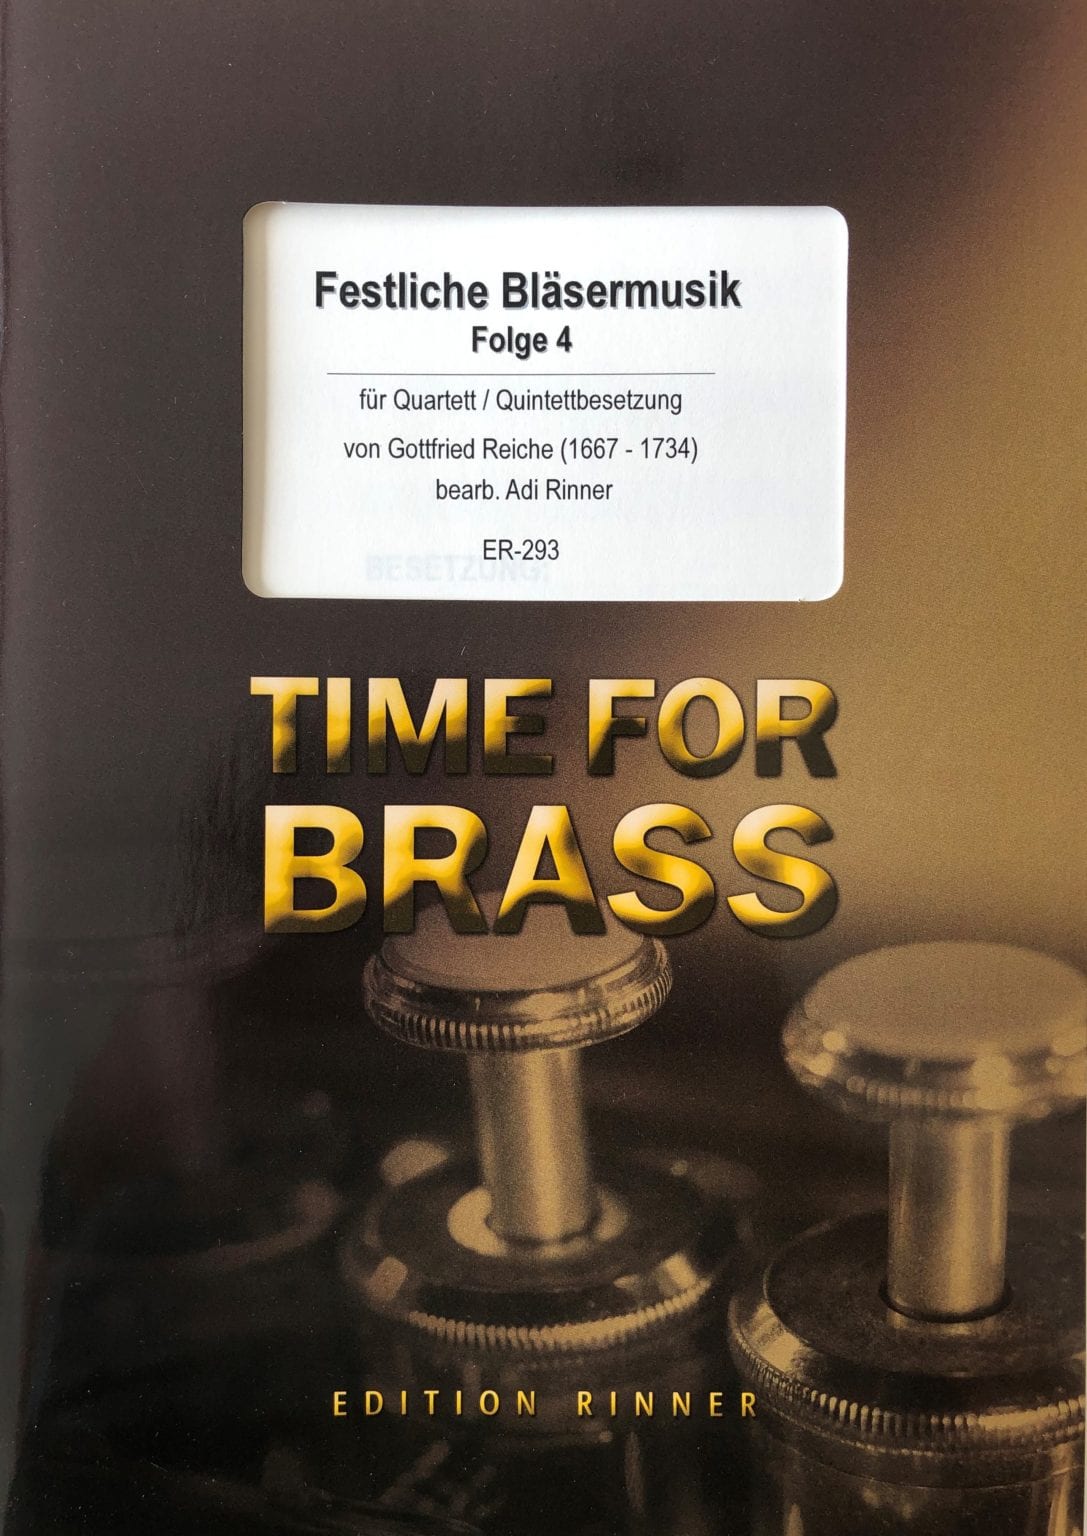 Festliche Bläsermusik
Folge 4
für Quartett / Quintettbesetzung
von Gottfried Reiche (1667 - 1734)
bearb. Adi Rinner
ER-293
BESETZUNG:
TIME FOR
BRASS
EDITION RINNER